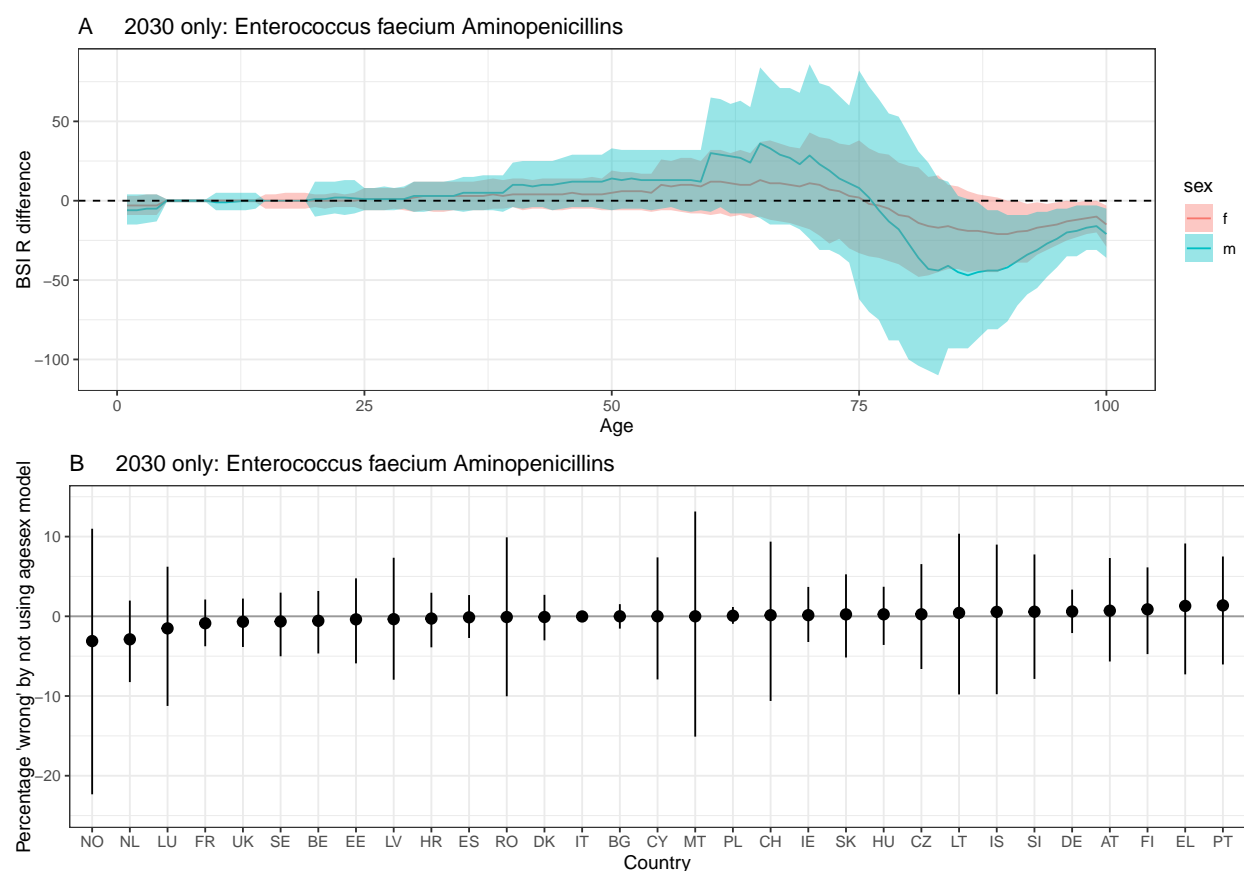 A 2030 only: Enterococcus faecium Aminopenicillins
BSI R difference
50
0
−50
−100
0 25 50 75 100
Age
sex
f
m
B 2030 only: Enterococcus faecium Aminopenicillins
Percentage 'wrong' by not using agesex model
10
0
−10
−20
NO NL LU FR UK SE BE EE LV HR ES RO DK IT BG CY MT PL CH IE SK HU CZ LT IS SI DE AT FI EL PT
Country